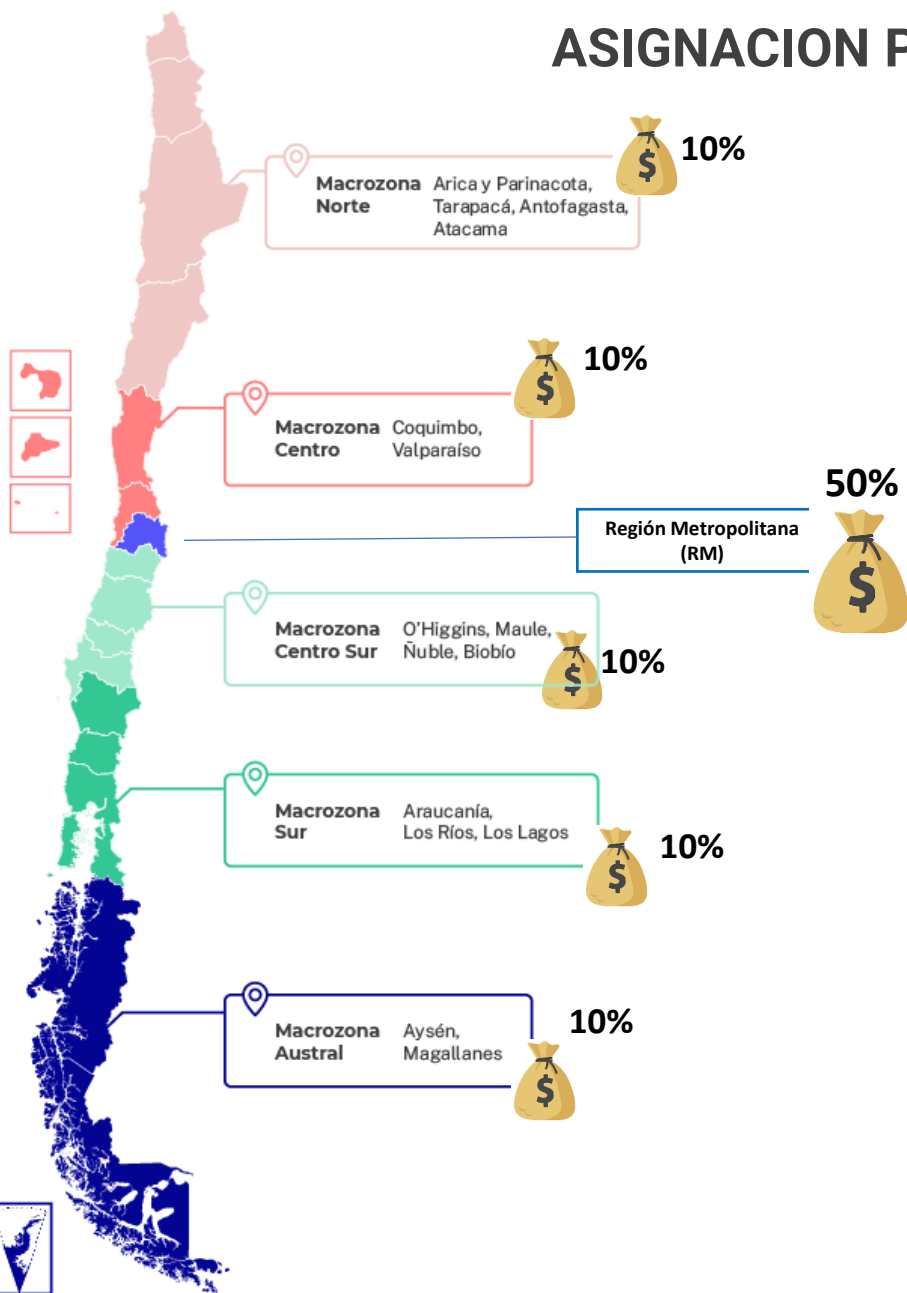 ASIGNACION P
10%
Macrozona
Norte
Arica y Parinacota,
Tarapacá, Antofagasta,
Atacama
$
10%
Macrozona
Centro
Coquimbo,
Valparaíso
$
50%
Región Metropolitana
(RM)
$
Macrozona
Centro Sur
O'Higgins, Maule,
Ñuble, Biobío
$
10%
Macrozona
Sur
Araucanía,
Los Ríos, Los Lagos
10%
$
Macrozona
Austral
Aysén,
Magallanes
10%
$